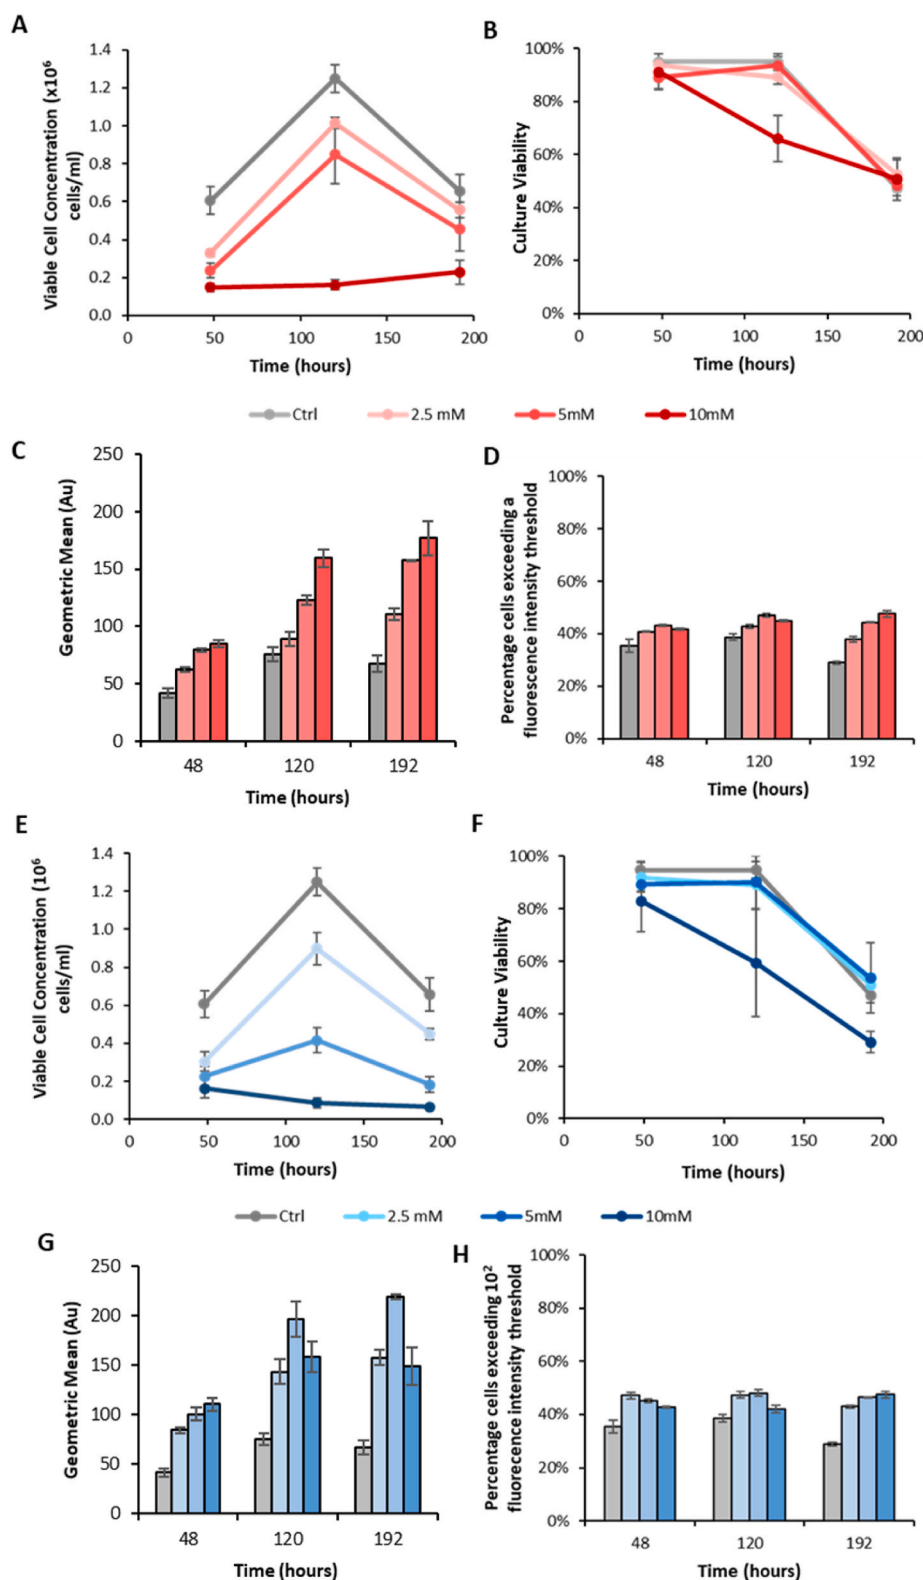 A
Viable Cell Concentration (x10⁶
cells/ml)
1.4
1.2
1.0
0.8
0.6
0.4
0.2
0.0
0 50 100 150 200
Time (hours)
B
Culture Viability
100%
80%
60%
40%
20%
0%
0 50 100 150 200
Time (hours)
Ctrl 2.5 mM 5mM 10mM
C
Geometric Mean (Au)
250
200
150
100
50
0
48 120 192
Time (hours)
D
Percentage cells exceeding a
fluorescence intensity threshold
100%
80%
60%
40%
20%
0%
48 120 192
Time (hours)
E
Viable Cell Concentration (10⁶
cells/ml)
1.4
1.2
1.0
0.8
0.6
0.4
0.2
0.0
0 50 100 150 200
Time (hours)
F
Culture Viability
100%
80%
60%
40%
20%
0%
0 50 100 150 200
Time (hours)
Ctrl 2.5 mM 5mM 10mM
G
Geometric Mean (Au)
250
200
150
100
50
0
48 120 192
Time (hours)
H
Percentage cells exceeding 10²
fluorecence intensity threshold
100%
80%
60%
40%
20%
0%
48 120 192
Time (hours)